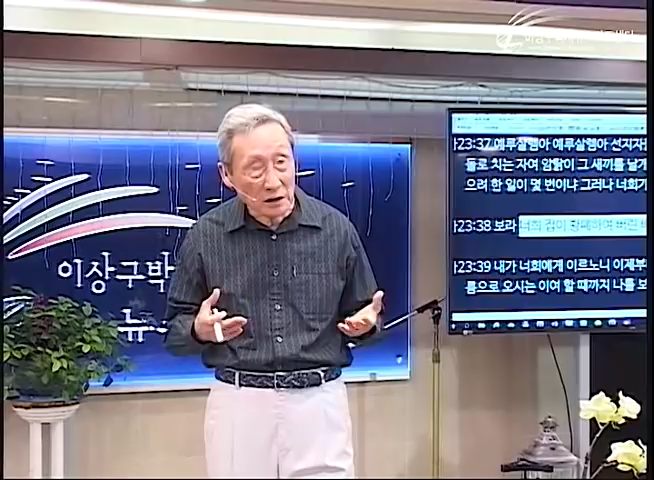 이상구박
뉴
23:37 예루살렘아 예루살렘아 선지자
돌로 치는 자여 암탉이 그 새끼를 날개
으려 한 일이 몇 번이냐 그러나 너희가
23:38 보라 너희 집이 황폐하여 버린
23:39 내가 너희에게 이르노니 이제부
름으로 오시는 이여 할 때까지 나를 보